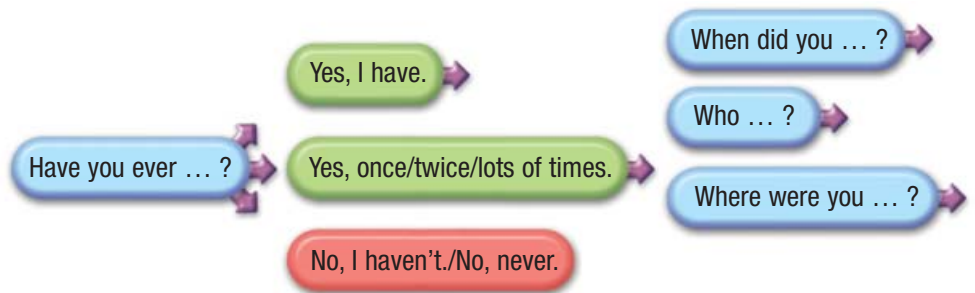 Have you ever … ?
Yes, I have.
Yes, once/twice/lots of times.
No, I haven't./No, never.
When did you … ?
Who … ?
Where were you … ?